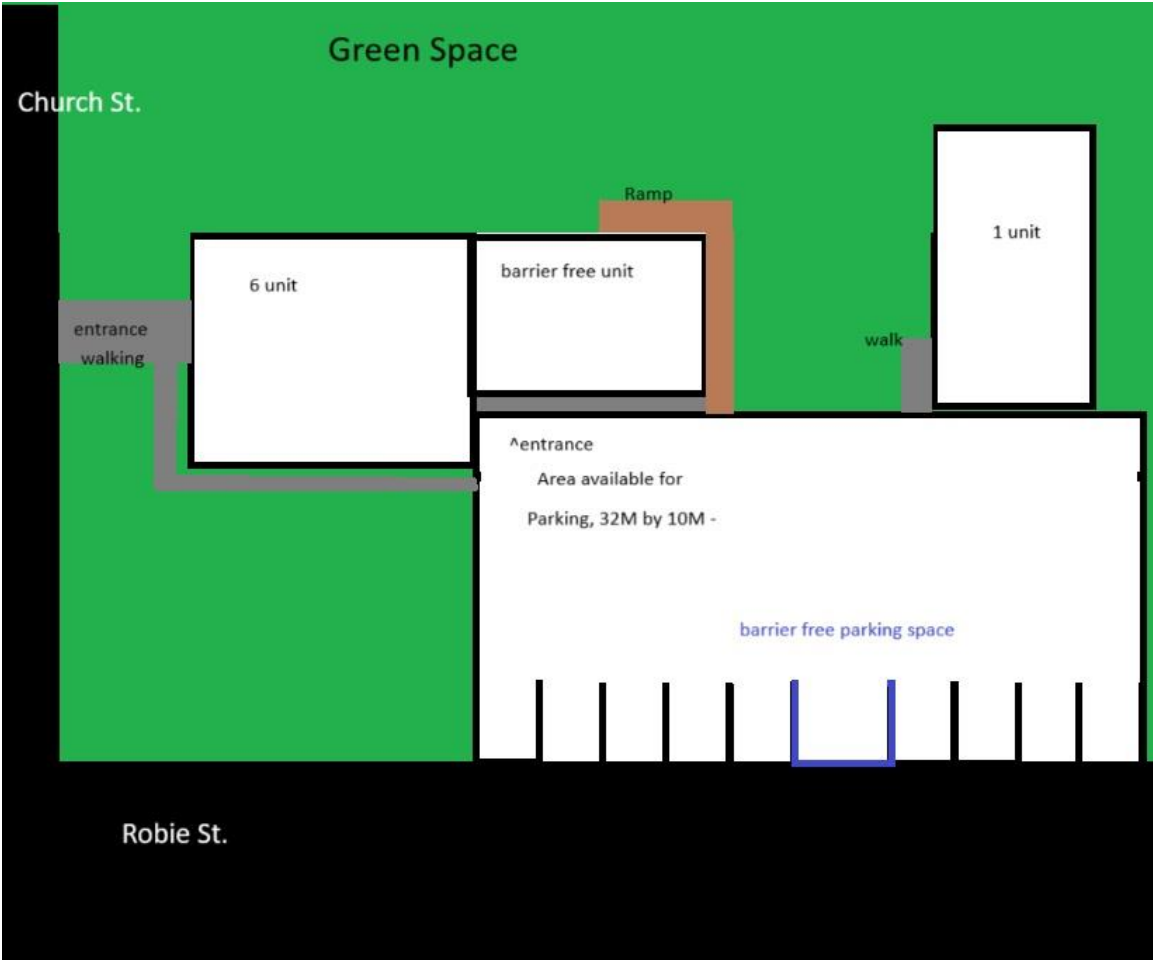 Green Space
Church St.
Ramp
1 unit
barrier free unit
6 unit
entrance
walking
walk
^entrance
Area available for
Parking, 32M by 10M -
barrier free parking space
Robie St.